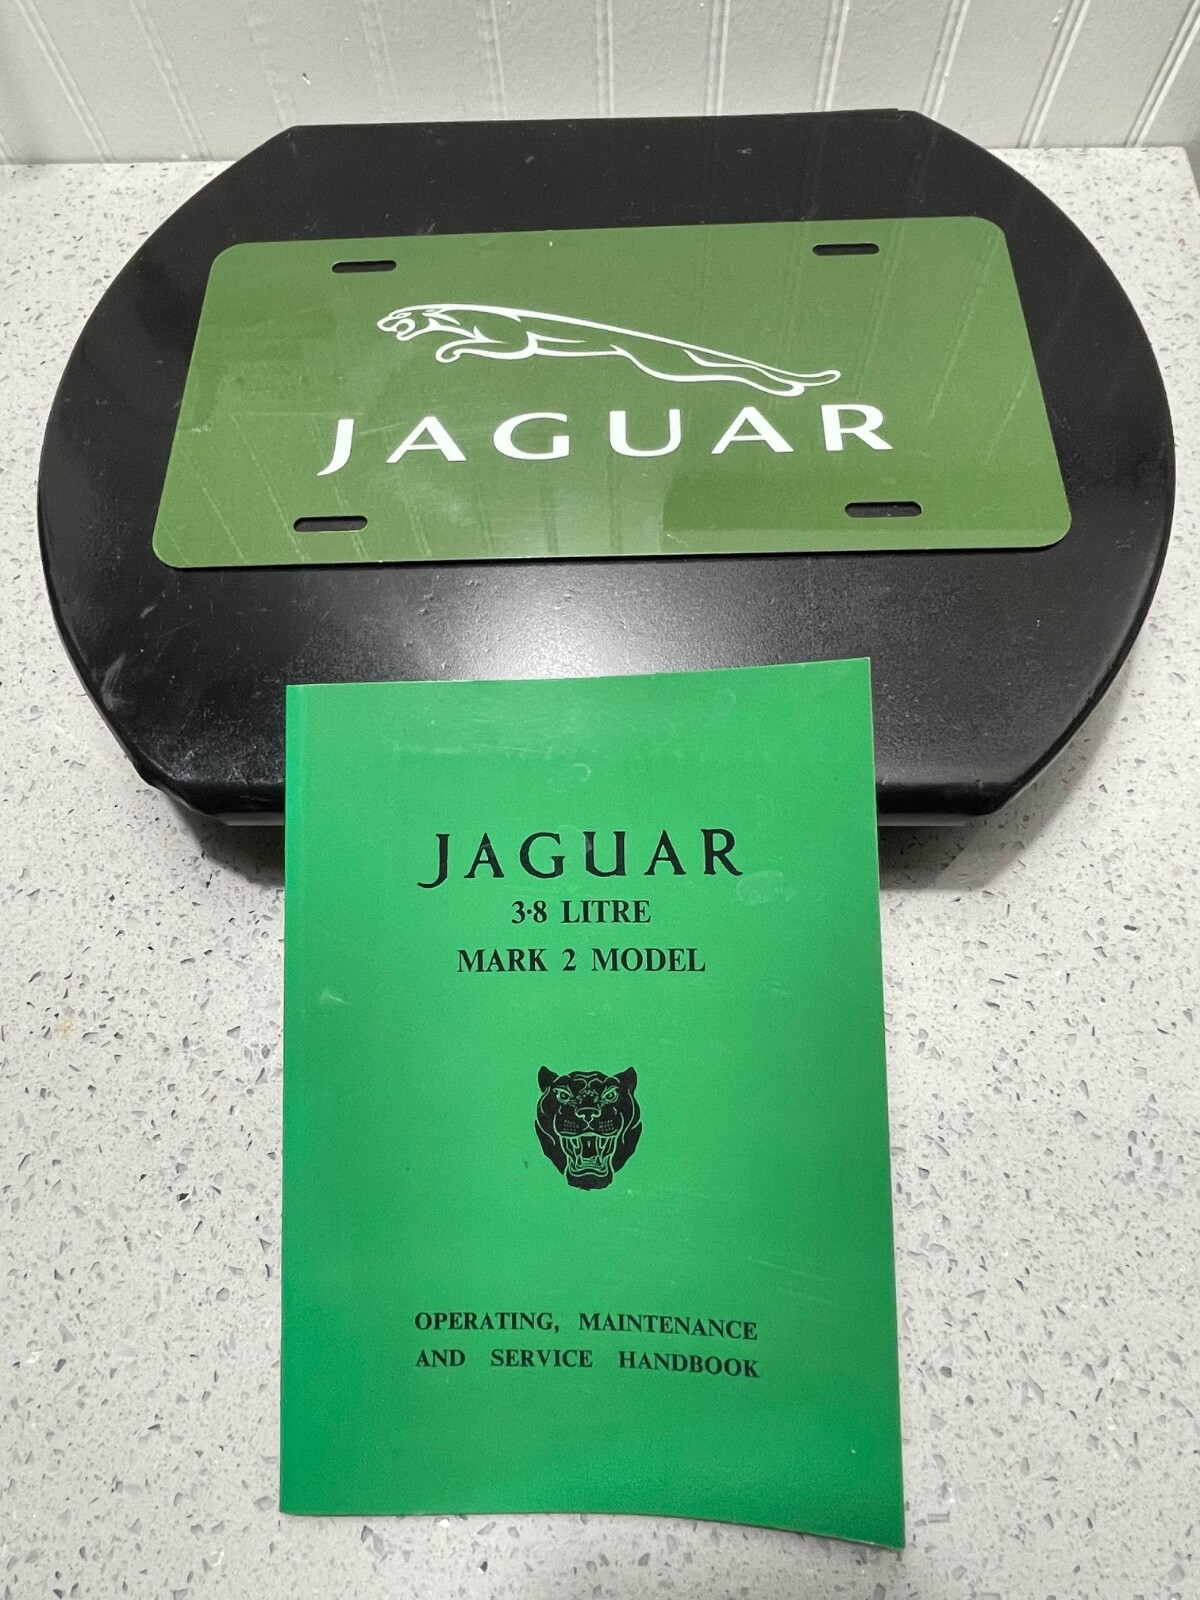 JAGUAR
JAGUAR
3·8 LITRE
MARK 2 MODEL
OPERATING, MAINTENANCE
AND SERVICE HANDBOOK